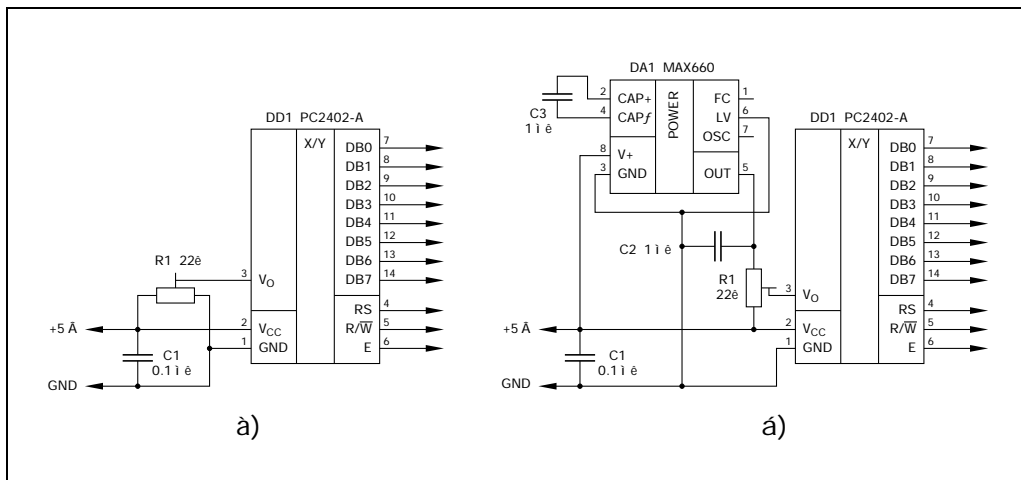 DD1 PC2402-A
X/Y
DB0 7
DB1 8
DB2 9
DB3 10
DB4 11
DB5 12
DB6 13
DB7 14
R1 22ê
3 VO
RS 4
+5 Â
2 VCC
R/W 5
1 GND
E 6
C1
0.1ì ê
GND
à)
DA1 MAX660
2 CAP+
FC 1
4 CAPƒ
LV 6
C3
1ì ê
POWER
OSC 7
8 V+
3 GND
OUT 5
DD1 PC2402-A
X/Y
DB0 7
DB1 8
DB2 9
DB3 10
DB4 11
DB5 12
DB6 13
DB7 14
C2 1ì ê
R1
22ê
3 VO
RS 4
+5 Â
2 VCC
R/W 5
1 GND
E 6
C1
0.1ì ê
GND
á)